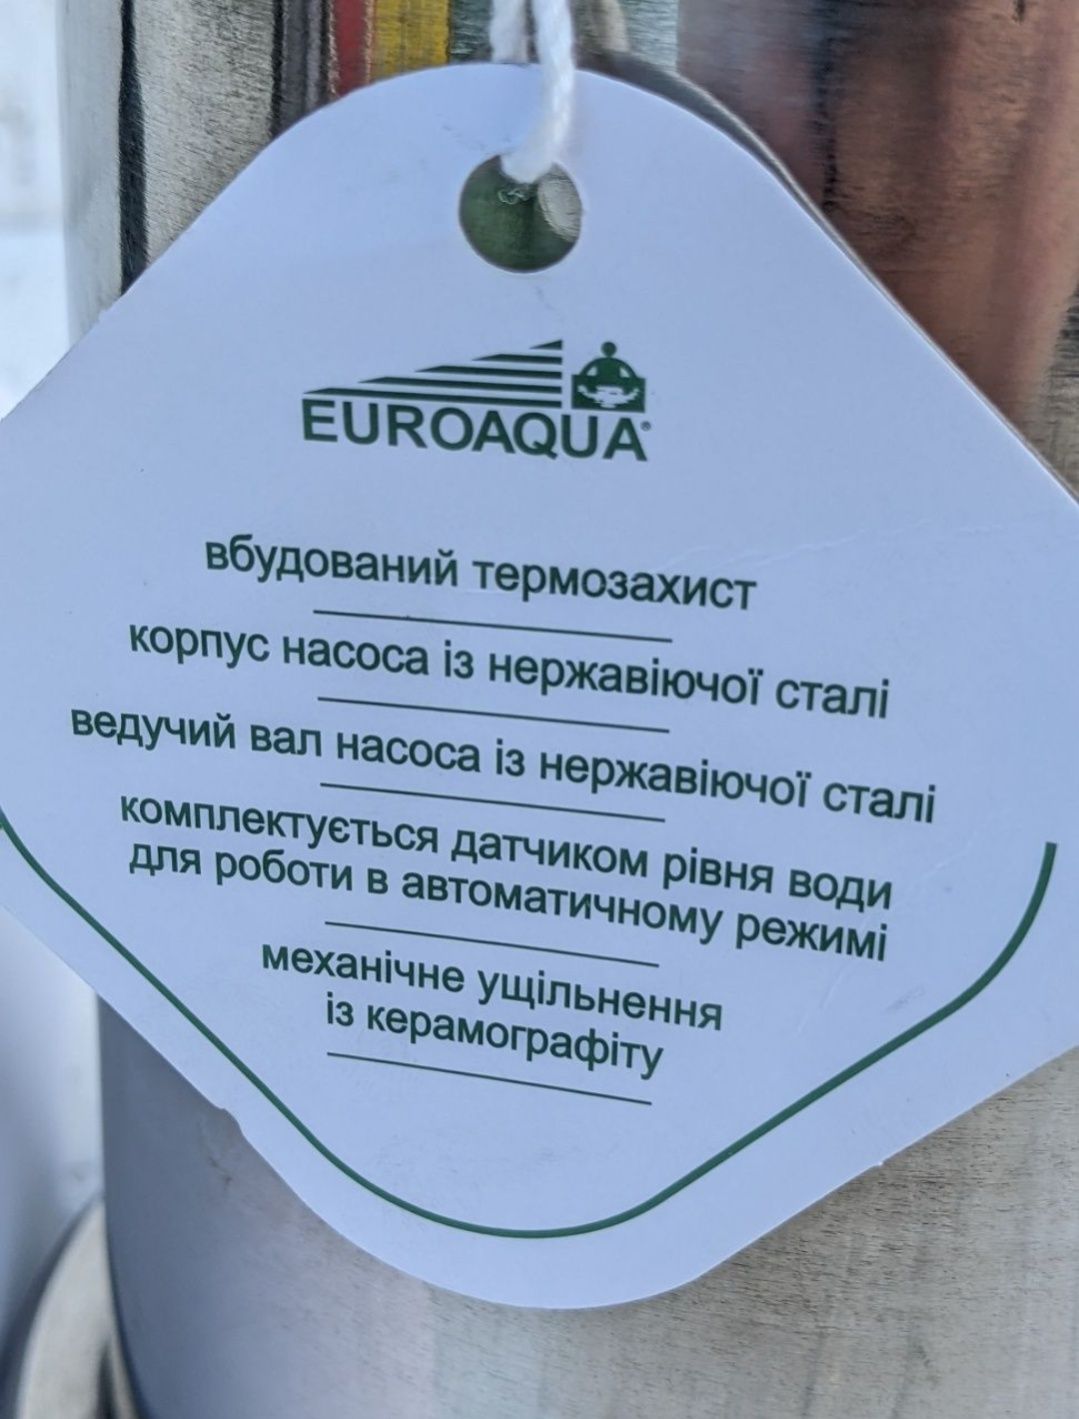 EUROAQUA®
вбудований термозахист
корпус насоса із нержавіючої сталі
ведучий вал насоса із нержавіючої сталі
комплектується датчиком рівня води
для роботи в автоматичному режимі
механічне ущільнення
із керамографіту